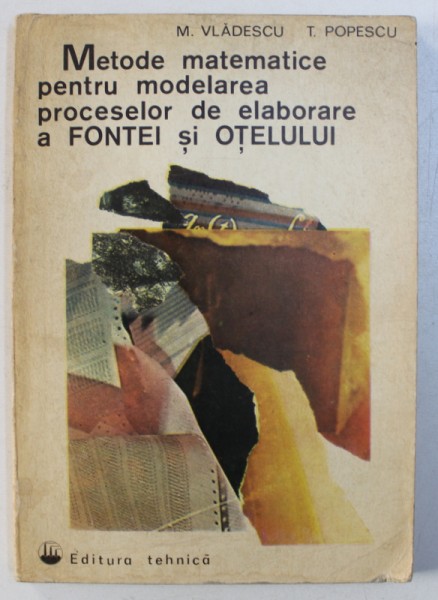 M. VLĂDESCU T. POPESCU
Metode matematice
pentru modelarea
proceselor de elaborare
a FONTEI și OȚELULUI
Editura tehnică